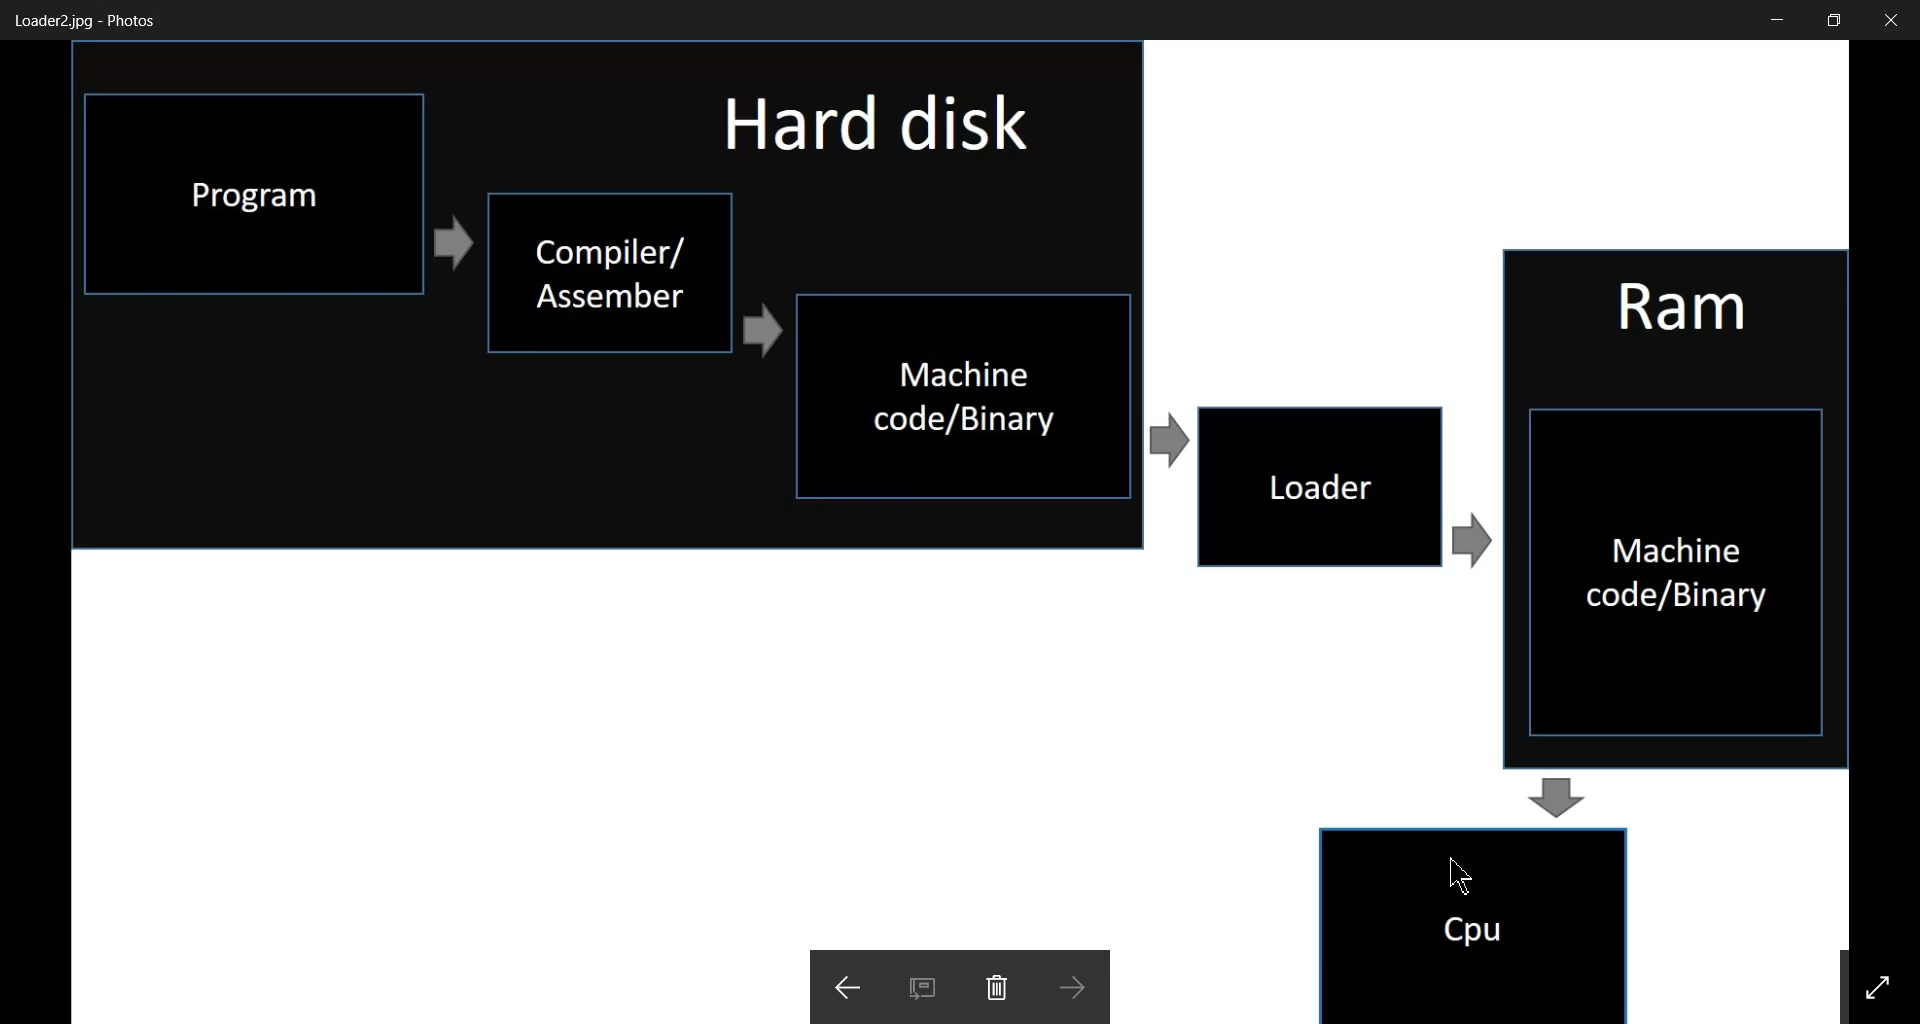 Loader2.jpg - Photos
Hard disk
Program
Compiler/
Assember
Machine
code/Binary
Loader
Ram
Machine
code/Binary
Cpu